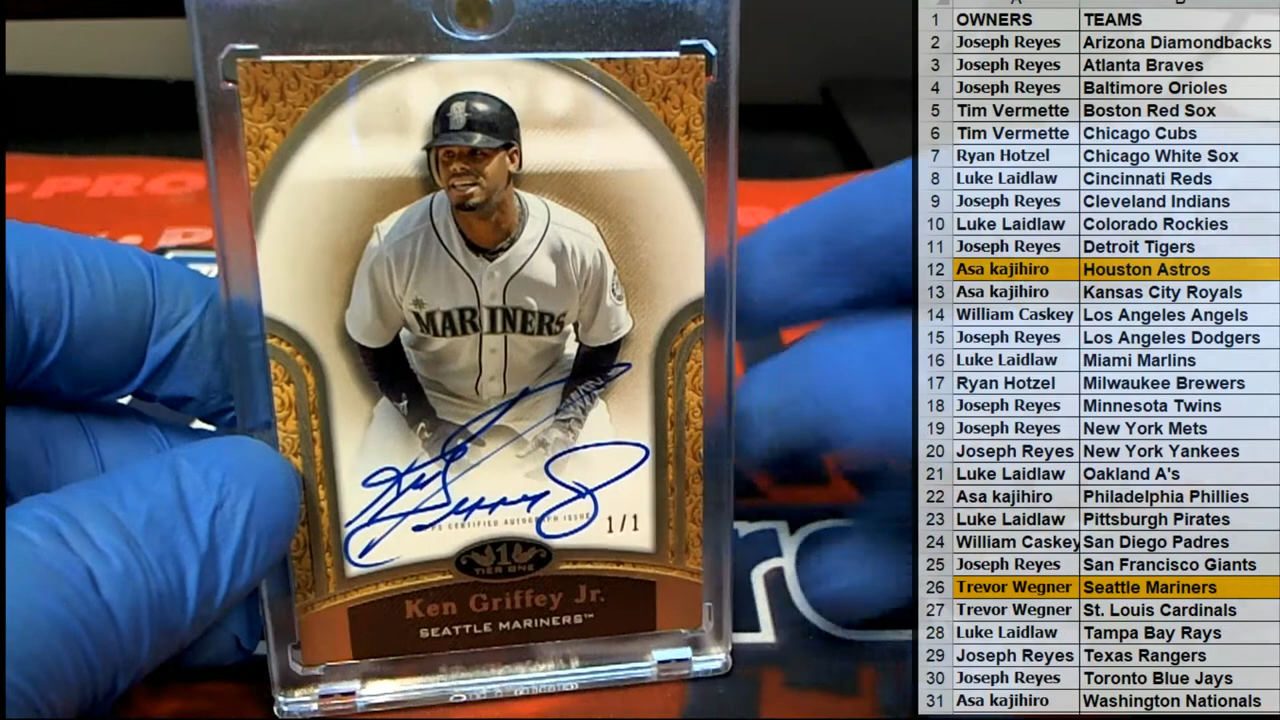 MARINERS
TOPPS CERTIFIED AUTOGRAPH ISSUE
1/1
1
TIER ONE
Ken Griffey Jr.
SEATTLE MARINERS™
-PRO
1 OWNERS TEAMS
2 Joseph Reyes Arizona Diamondbacks
3 Joseph Reyes Atlanta Braves
4 Joseph Reyes Baltimore Orioles
5 Tim Vermette Boston Red Sox
6 Tim Vermette Chicago Cubs
7 Ryan Hotzel Chicago White Sox
8 Luke Laidlaw Cincinnati Reds
9 Joseph Reyes Cleveland Indians
10 Luke Laidlaw Colorado Rockies
11 Joseph Reyes Detroit Tigers
12 Asa kajihiro Houston Astros
13 Asa kajihiro Kansas City Royals
14 William Caskey Los Angeles Angels
15 Joseph Reyes Los Angeles Dodgers
16 Luke Laidlaw Miami Marlins
17 Ryan Hotzel Milwaukee Brewers
18 Joseph Reyes Minnesota Twins
19 Joseph Reyes New York Mets
20 Joseph Reyes New York Yankees
21 Luke Laidlaw Oakland A's
22 Asa kajihiro Philadelphia Phillies
23 Luke Laidlaw Pittsburgh Pirates
24 William Caskey San Diego Padres
25 Joseph Reyes San Francisco Giants
26 Trevor Wegner Seattle Mariners
27 Trevor Wegner St. Louis Cardinals
28 Luke Laidlaw Tampa Bay Rays
29 Joseph Reyes Texas Rangers
30 Joseph Reyes Toronto Blue Jays
31 Asa kajihiro Washington Nationals